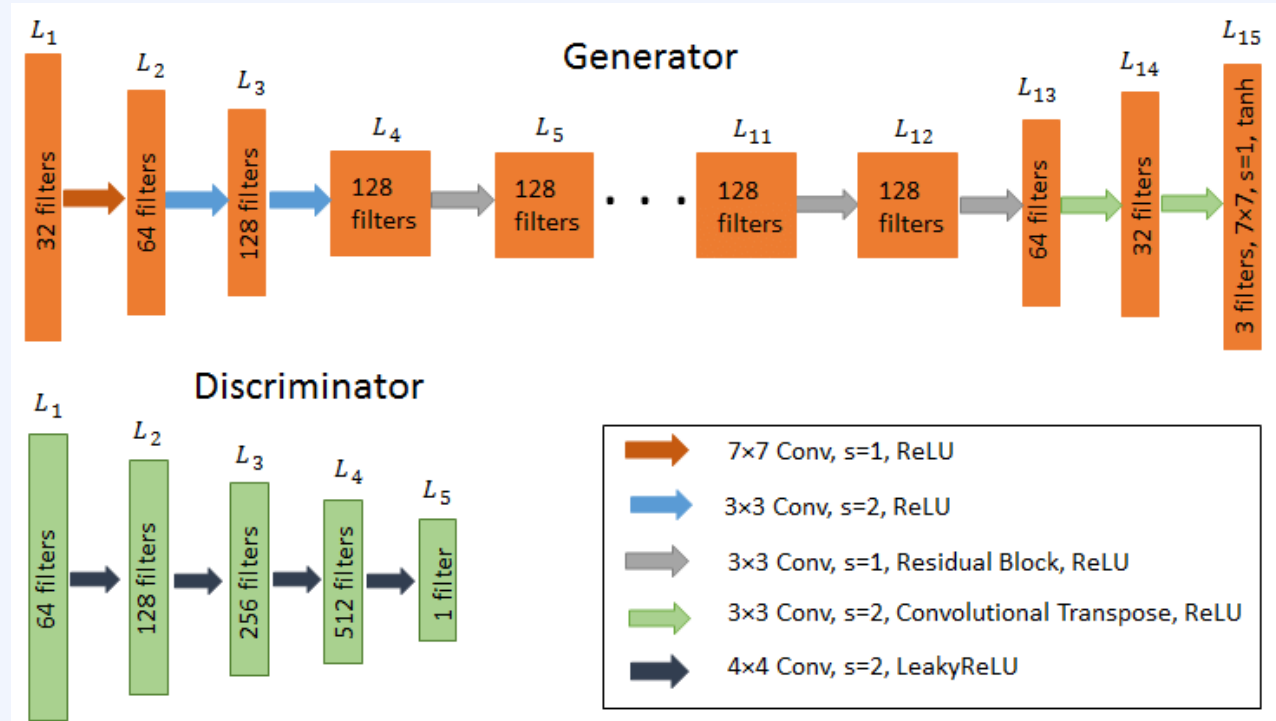 Generator
L₁
L₂
L₃
L₄
L₅
L₁₁
L₁₂
L₁₃
L₁₄
L₁₅
32 filters
64 filters
128 filters
128
filters
128
filters
. . .
128
filters
128
filters
64 filters
32 filters
3 filters, 7×7, s=1, tanh
Discriminator
L₁
L₂
L₃
L₄
L₅
64 filters
128 filters
256 filters
512 filters
1 filter
7×7 Conv, s=1, ReLU
3×3 Conv, s=2, ReLU
3×3 Conv, s=1, Residual Block, ReLU
3×3 Conv, s=2, Convolutional Transpose, ReLU
4×4 Conv, s=2, LeakyReLU